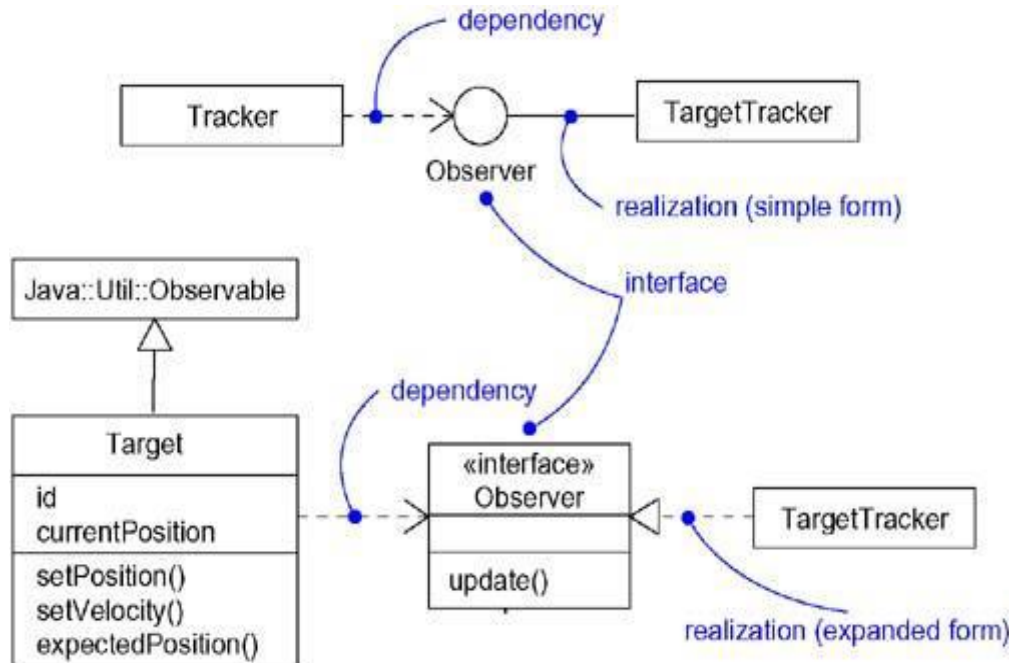 dependency
Tracker
TargetTracker
Observer
realization (simple form)
Java::Util::Observable
interface
dependency
Target
«interface»
Observer
id
currentPosition
TargetTracker
setPosition()
setVelocity()
expectedPosition()
update()
realization (expanded form)